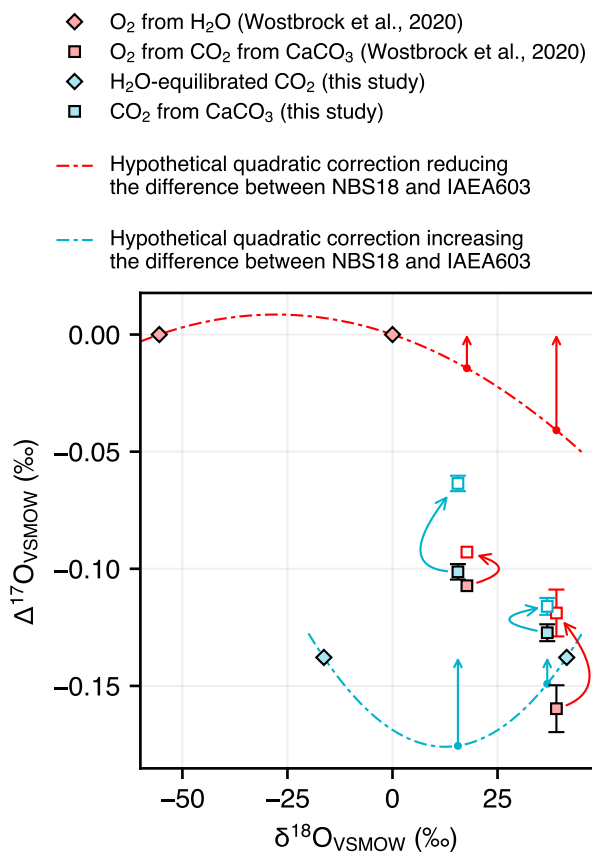 O₂ from H₂O (Wostbrock et al., 2020)
O₂ from CO₂ from CaCO₃ (Wostbrock et al., 2020)
H₂O-equilibrated CO₂ (this study)
CO₂ from CaCO₃ (this study)
Hypothetical quadratic correction reducing
the difference between NBS18 and IAEA603
Hypothetical quadratic correction increasing
the difference between NBS18 and IAEA603
0.00
−0.05
−0.10
−0.15
Δ¹⁷O_VSMOW (‰)
−50
−25
0
25
δ¹⁸O_VSMOW (‰)